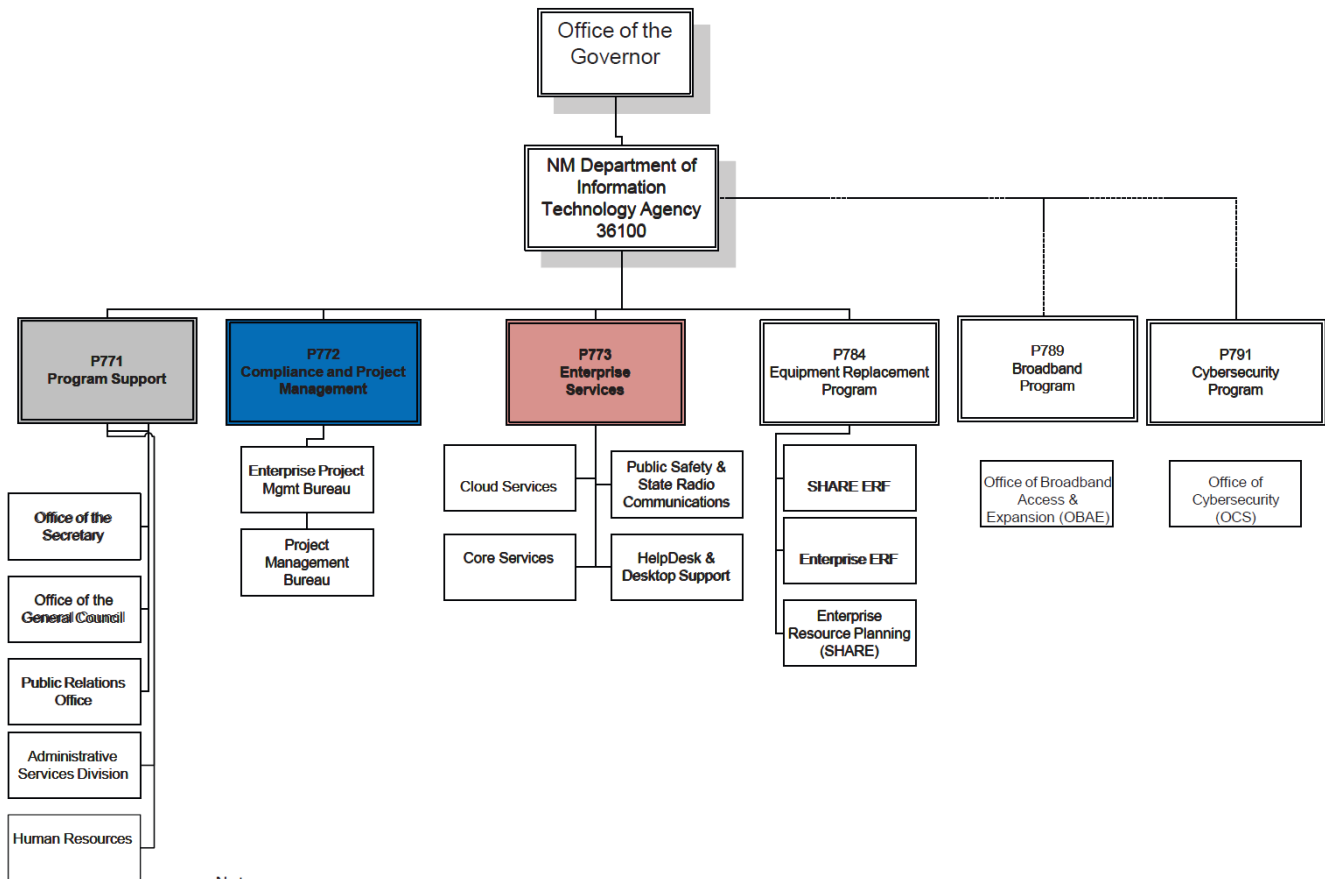 Office of the
Governor
NM Department of
Information
Technology Agency
36100
P771
Program Support
P772
Compliance and Project
Management
P773
Enterprise
Services
P784
Equipment Replacement
Program
P789
Broadband
Program
P791
Cybersecurity
Program
Office of the
Secretary
Office of the
General Council
Public Relations
Office
Administrative
Services Division
Human Resources
Enterprise Project
Mgmt Bureau
Project
Management
Bureau
Cloud Services
Core Services
Public Safety &
State Radio
Communications
HelpDesk &
Desktop Support
SHARE ERF
Enterprise ERF
Enterprise
Resource Planning
(SHARE)
Office of Broadband
Access &
Expansion (OBAE)
Office of
Cybersecurity
(OCS)